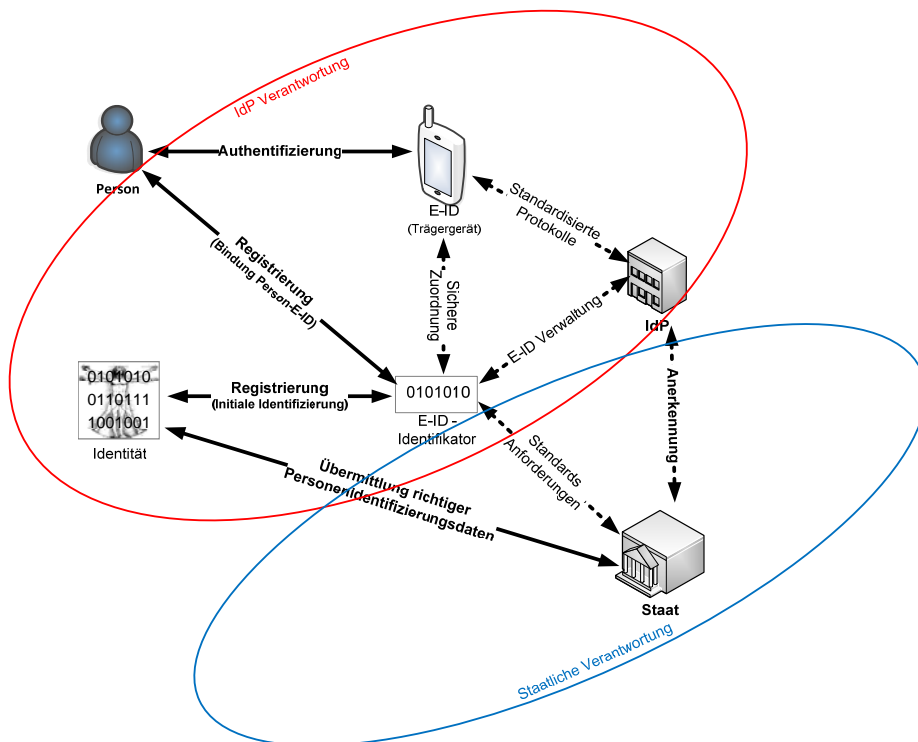 IdP Verantwortung
Person
Authentifizierung
E-ID
(Trägergerät)
Standardisierte
Protokolle
Registrierung
(Bindung Person-E-ID)
Sichere
Zuordnung
IdP
E-ID Verwaltung
0101010
0110111
1001001
Identität
Registrierung
(Initiale Identifizierung)
0101010
E-ID -
Identifikator
Anerkennung
Standards
Anforderungen
Übermittlung richtiger
Personenidentifizierungsdaten
Staat
Staatliche Verantwortung